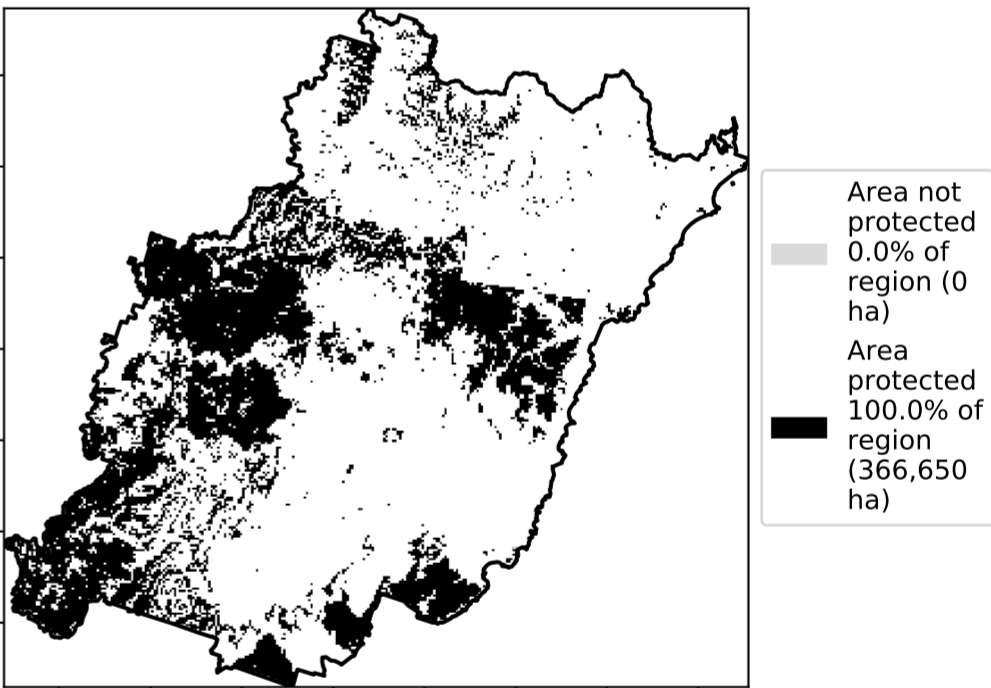 Area not
protected
0.0% of
region (0
ha)
Area
protected
100.0% of
region
(366,650
ha)